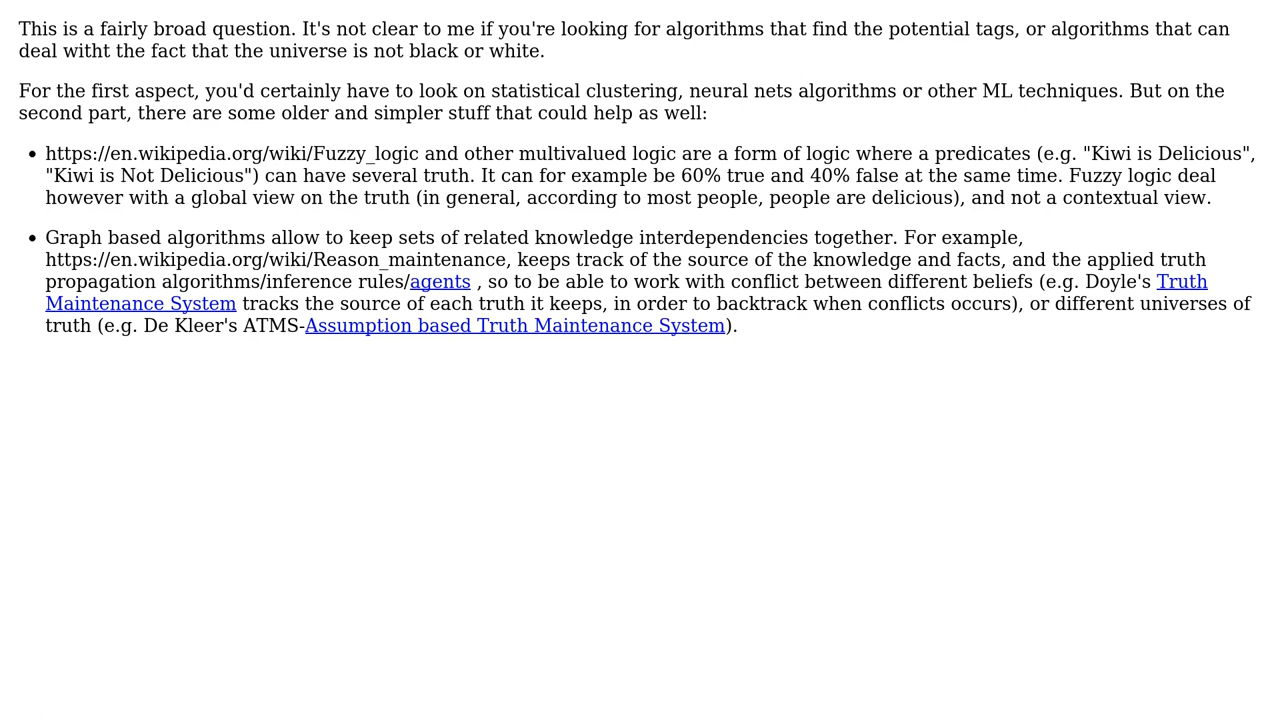 This is a fairly broad question. It's not clear to me if you're looking for algorithms that find the potential tags, or algorithms that can
deal witht the fact that the universe is not black or white.
For the first aspect, you'd certainly have to look on statistical clustering, neural nets algorithms or other ML techniques. But on the
second part, there are some older and simpler stuff that could help as well:
• https://en.wikipedia.org/wiki/Fuzzy_logic and other multivalued logic are a form of logic where a predicates (e.g. "Kiwi is Delicious",
"Kiwi is Not Delicious") can have several truth. It can for example be 60% true and 40% false at the same time. Fuzzy logic deal
however with a global view on the truth (in general, according to most people, people are delicious), and not a contextual view.
• Graph based algorithms allow to keep sets of related knowledge interdependencies together. For example,
https://en.wikipedia.org/wiki/Reason_maintenance, keeps track of the source of the knowledge and facts, and the applied truth
propagation algorithms/inference rules/agents , so to be able to work with conflict between different beliefs (e.g. Doyle's Truth
Maintenance System tracks the source of each truth it keeps, in order to backtrack when conflicts occurs), or different universes of
truth (e.g. De Kleer's ATMS-Assumption based Truth Maintenance System).